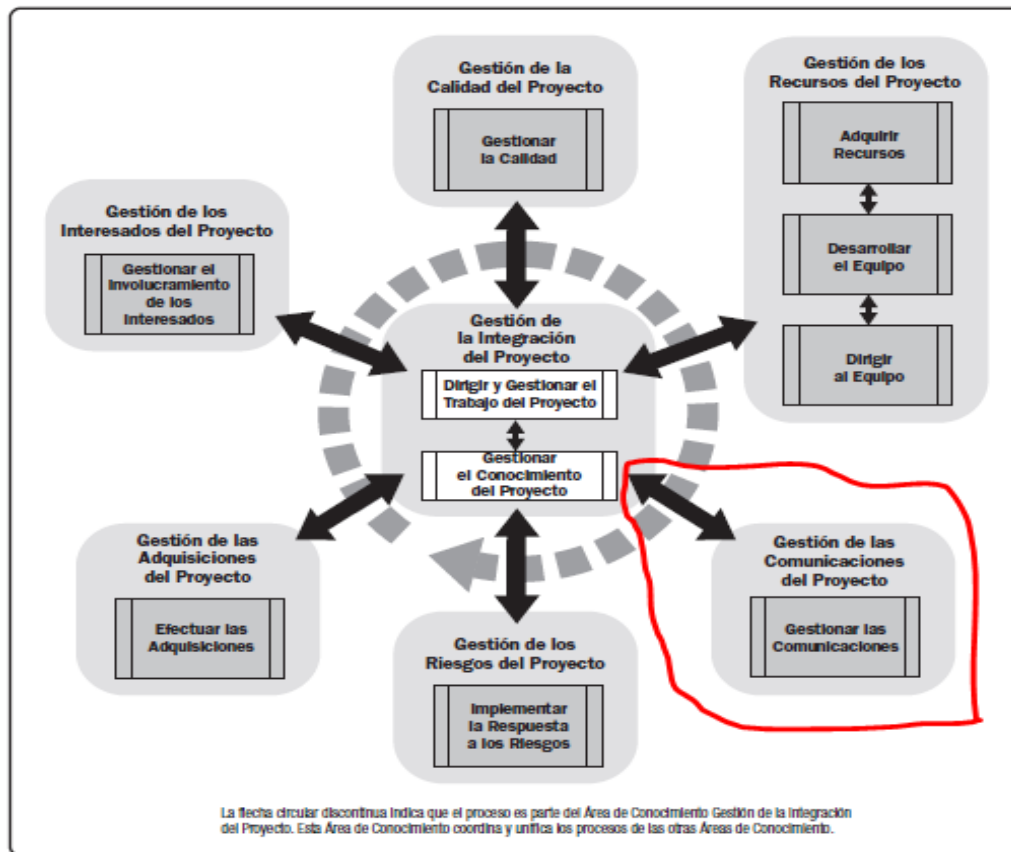 Gestión de la
Calidad del Proyecto
Gestionar
la Calidad
Gestión de los
Recursos del Proyecto
Adquirir
Recursos
Desarrollar
el Equipo
Dirigir
al Equipo
Gestión de los
Interesados del Proyecto
Gestionar el
Involucramiento
de los
Interesados
Gestión de
la Integración
del Proyecto
Dirigir y Gestionar el
Trabajo del Proyecto
Gestionar
el Conocimiento
del Proyecto
Gestión de las
Adquisiciones
del Proyecto
Efectuar las
Adquisiciones
Gestión de los
Riesgos del Proyecto
Implementar
la Respuesta
a los Riesgos
Gestión de las
Comunicaciones
del Proyecto
Gestionar las
Comunicaciones
La flecha circular discontinua indica que el proceso es parte del Área de Conocimiento Gestión de la Integración
del Proyecto. Esta Área de Conocimiento coordina y unifica los procesos de las otras Áreas de Conocimiento.